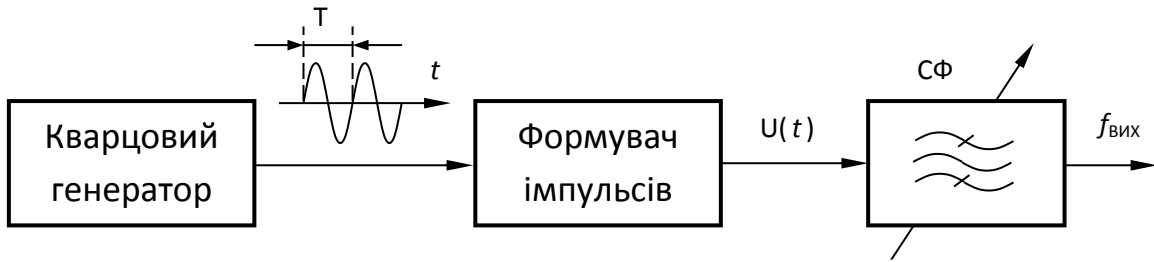 T
t
СФ
Кварцовий
генератор
Формувач
імпульсів
U(t)
fвих